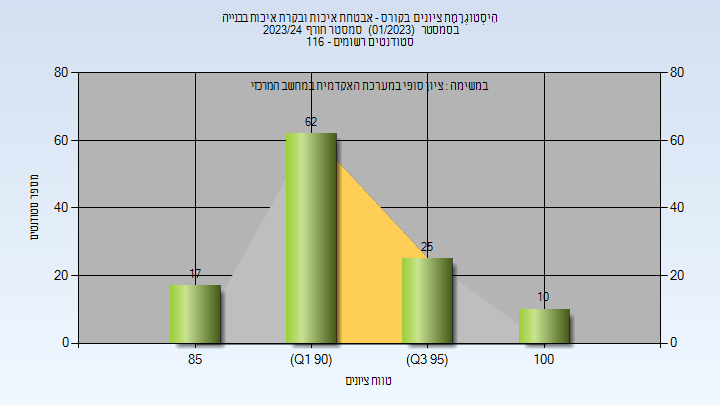 היסטוגרמת ציונים בקורס - אבטחת איכות ובקרת איכות בבנייה
בסמסטר (01/2023) סמסטר חורף 2023/24
סטודנטים רשומים - 116
במשימה : ציון סופי במערכת האקדמית במחשב המרכזי
80 80
60 60
40 40
20 20
0 0
מספר סטודנטים
17 62 25 10
85 (Q1 90) (Q3 95) 100
טווח ציונים